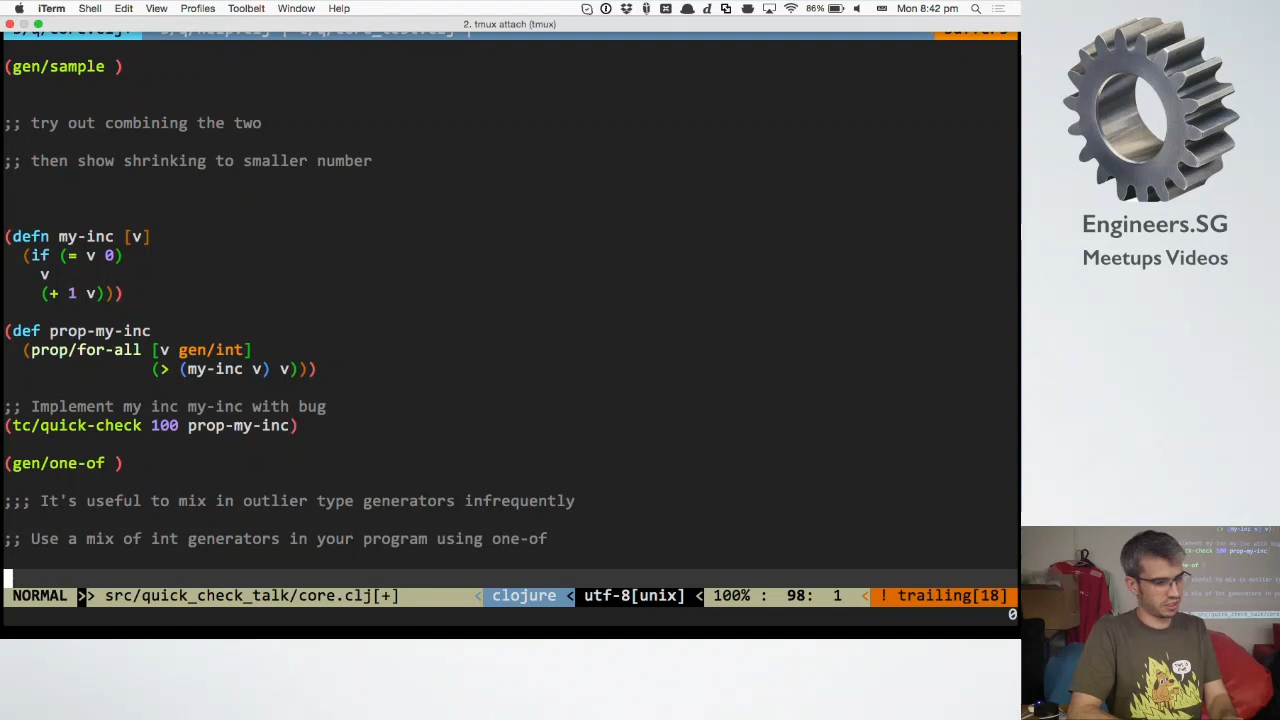 iTerm Shell Edit View Profiles Toolbelt Window Help 86% Mon 8:42 pm
2. tmux attach (tmux)
(gen/sample )
;; try out combining the two
;; then show shrinking to smaller number
(defn my-inc [v]
(if (= v 0)
v
(+ 1 v)))
(def prop-my-inc
(prop/for-all [v gen/int]
(> (my-inc v) v)))
;; Implement my inc my-inc with bug
(tc/quick-check 100 prop-my-inc)
(gen/one-of )
;;; It's useful to mix in outlier type generators infrequently
;; Use a mix of int generators in your program using one-of
NORMAL >> src/quick_check_talk/core.clj[+] < clojure < utf-8[unix] < 100% : 98: 1 < ! trailing[18]
0
Engineers.SG
Meetups Videos